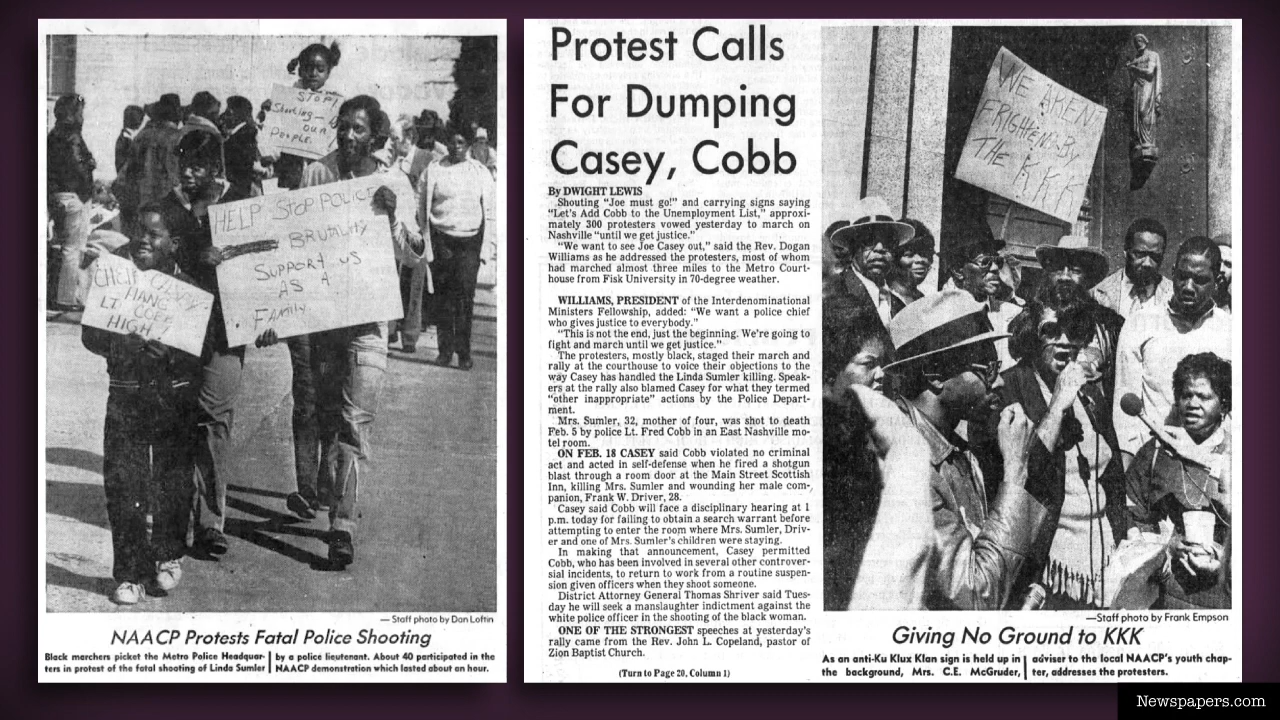 STOP!
Shooting—
OUR
PEOPLE.
HELP STOP POLICE
BRUALITY
SUPPORT US
AS A
FAMILY
HANG
LT. COBB
HIGH
— Staff photo by Dan Loftin
NAACP Protests Fatal Police Shooting
Black marchers picket the Metro Police Headquar-
ters in protest of the fatal shooting of Linda Sumler
by a police lieutenant. About 40 participated in the
NAACP demonstration which lasted about an hour.
Protest Calls
For Dumping
Casey, Cobb
By DWIGHT LEWIS
Shouting “Joe must go!” and carrying signs saying
“Let’s Add Cobb to the Unemployment List,” approxi-
mately 300 protesters vowed yesterday to march on
Nashville “until we get justice.”
“We want to see Joe Casey out,” said the Rev. Dogan
Williams as he addressed the protesters, most of whom
had marched almost three miles to the Metro Court-
house from Fisk University in 70-degree weather.
WILLIAMS, PRESIDENT of the Interdenominational
Ministers Fellowship, added: “We want a police chief
who gives justice to everybody.”
“This is not the end, just the beginning. We’re going to
fight and march until we get justice.”
The protesters, mostly black, staged their march and
rally at the courthouse to voice their objections to the
way Casey has handled the Linda Sumler killing. Speak-
ers at the rally also blamed Casey for what they termed
“other inappropriate” actions by the Police Depart-
ment.
Mrs. Sumler, 32, mother of four, was shot to death
Feb. 5 by police Lt. Fred Cobb in an East Nashville mo-
tel room.
ON FEB. 18 CASEY said Cobb violated no criminal
act and acted in self-defense when he fired a shotgun
blast through a room door at the Main Street Scottish
Inn, killing Mrs. Sumler and wounding her male com-
panion, Frank W. Driver, 28.
Casey said Cobb will face a disciplinary hearing at 1
p.m. today for failing to obtain a search warrant before
attempting to enter the room where Mrs. Sumler, Driv-
er and one of Mrs. Sumler’s children were staying.
In making that announcement, Casey permitted
Cobb, who has been involved in several other controver-
sial incidents, to return to work from a routine suspen-
sion given officers when they shoot someone.
District Attorney General Thomas Shriver said Tues-
day he will seek a manslaughter indictment against the
white police officer in the shooting of the black woman.
ONE OF THE STRONGEST speeches at yesterday’s
rally came from the Rev. John L. Copeland, pastor of
Zion Baptist Church.
(Turn to Page 20, Column 1)
WE AREN'T
FRIGHTENED BY
THE KKK
—Staff photo by Frank Empson
Giving No Ground to KKK
As an anti-Ku Klux Klan sign is held up in
the background, Mrs. C.E. McGruder,
adviser to the local NAACP’s youth chap-
ter, addresses the protesters.
Newspapers.com